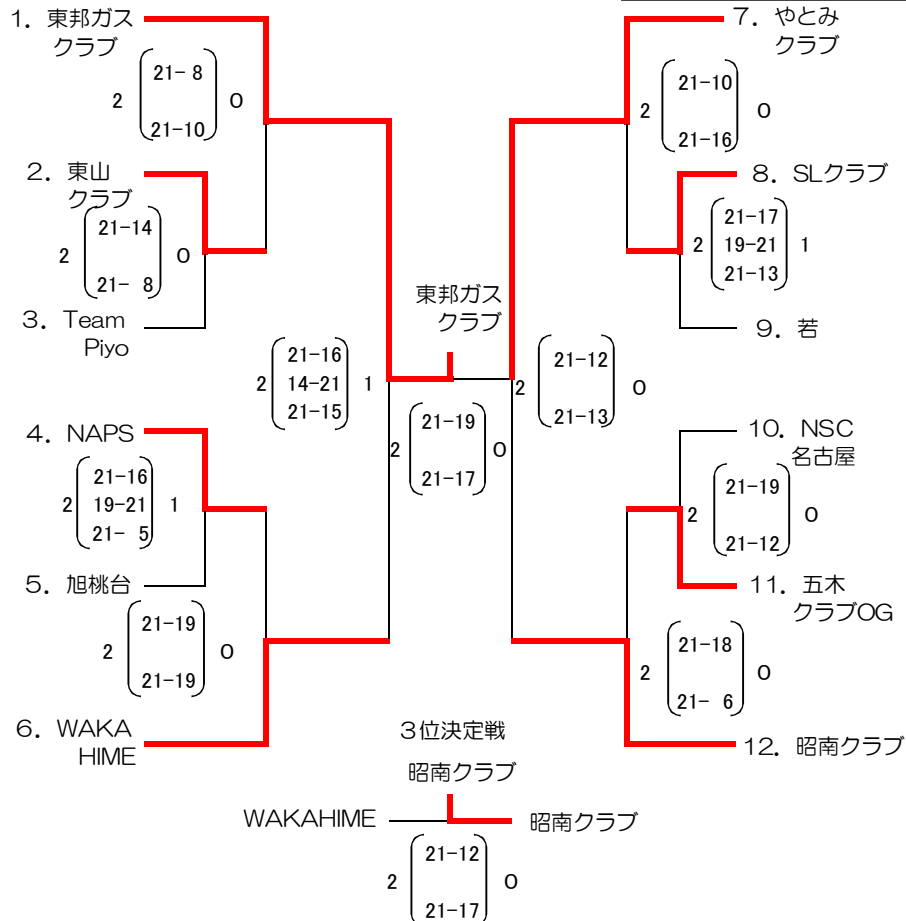 1. 東邦ガス
クラブ
2 21- 8 0
21-10
2. 東山
クラブ
2 21-14 0
21- 8
3. Team
Piyo
2 21-16 1
14-21
21-15
4. NAPS
2 21-16 1
19-21
21- 5
5. 旭桃台
2 21-19 0
21-19
6. WAKA
HIME
東邦ガス
クラブ
2 21-19 0
21-17
7. やとみ
クラブ
2 21-10 0
21-16
8. SLクラブ
2 21-17 1
19-21
21-13
9. 若
2 21-12 0
21-13
10. NSC
名古屋
2 21-19 0
21-12
11. 五木
クラブOG
2 21-18 0
21- 6
12. 昭南クラブ
3位決定戦
昭南クラブ
WAKAHIME 昭南クラブ
2 21-12 0
21-17